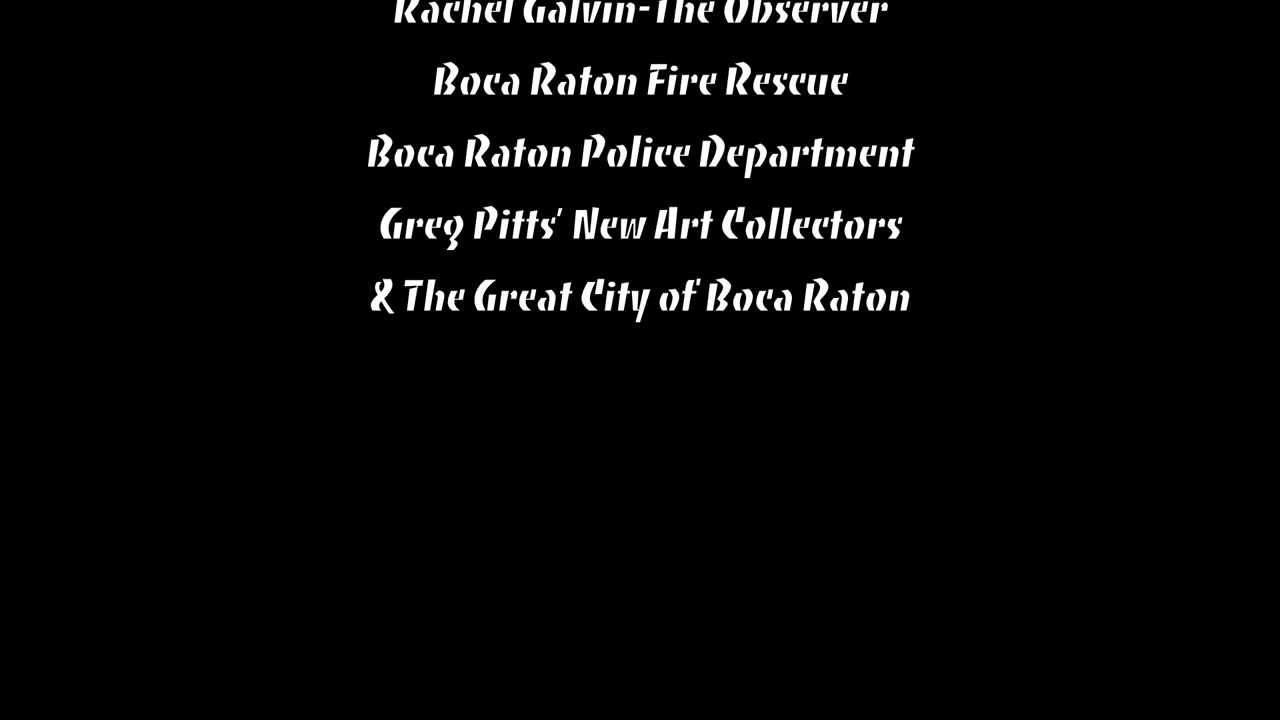 Rachel Galvin-The Observer
Boca Raton Fire Rescue
Boca Raton Police Department
Greg Pitts' New Art Collectors
& The Great City of Boca Raton